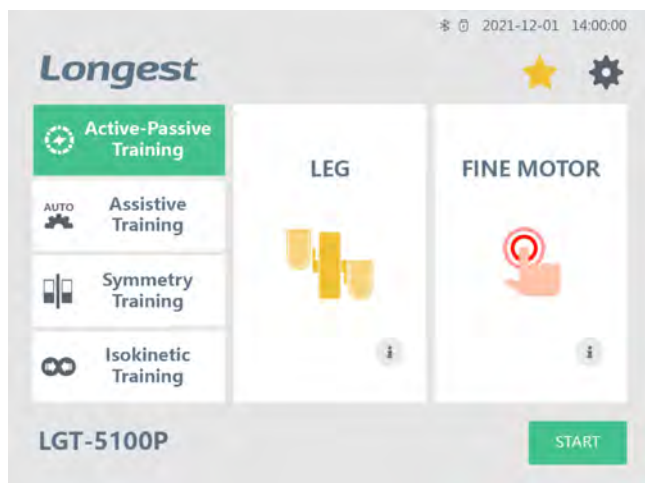 2021-12-01 14:00:00
Longest
Active-Passive
Training
AUTO
Assistive
Training
Symmetry
Training
Isokinetic
Training
LEG
i
FINE MOTOR
i
LGT-5100P
START